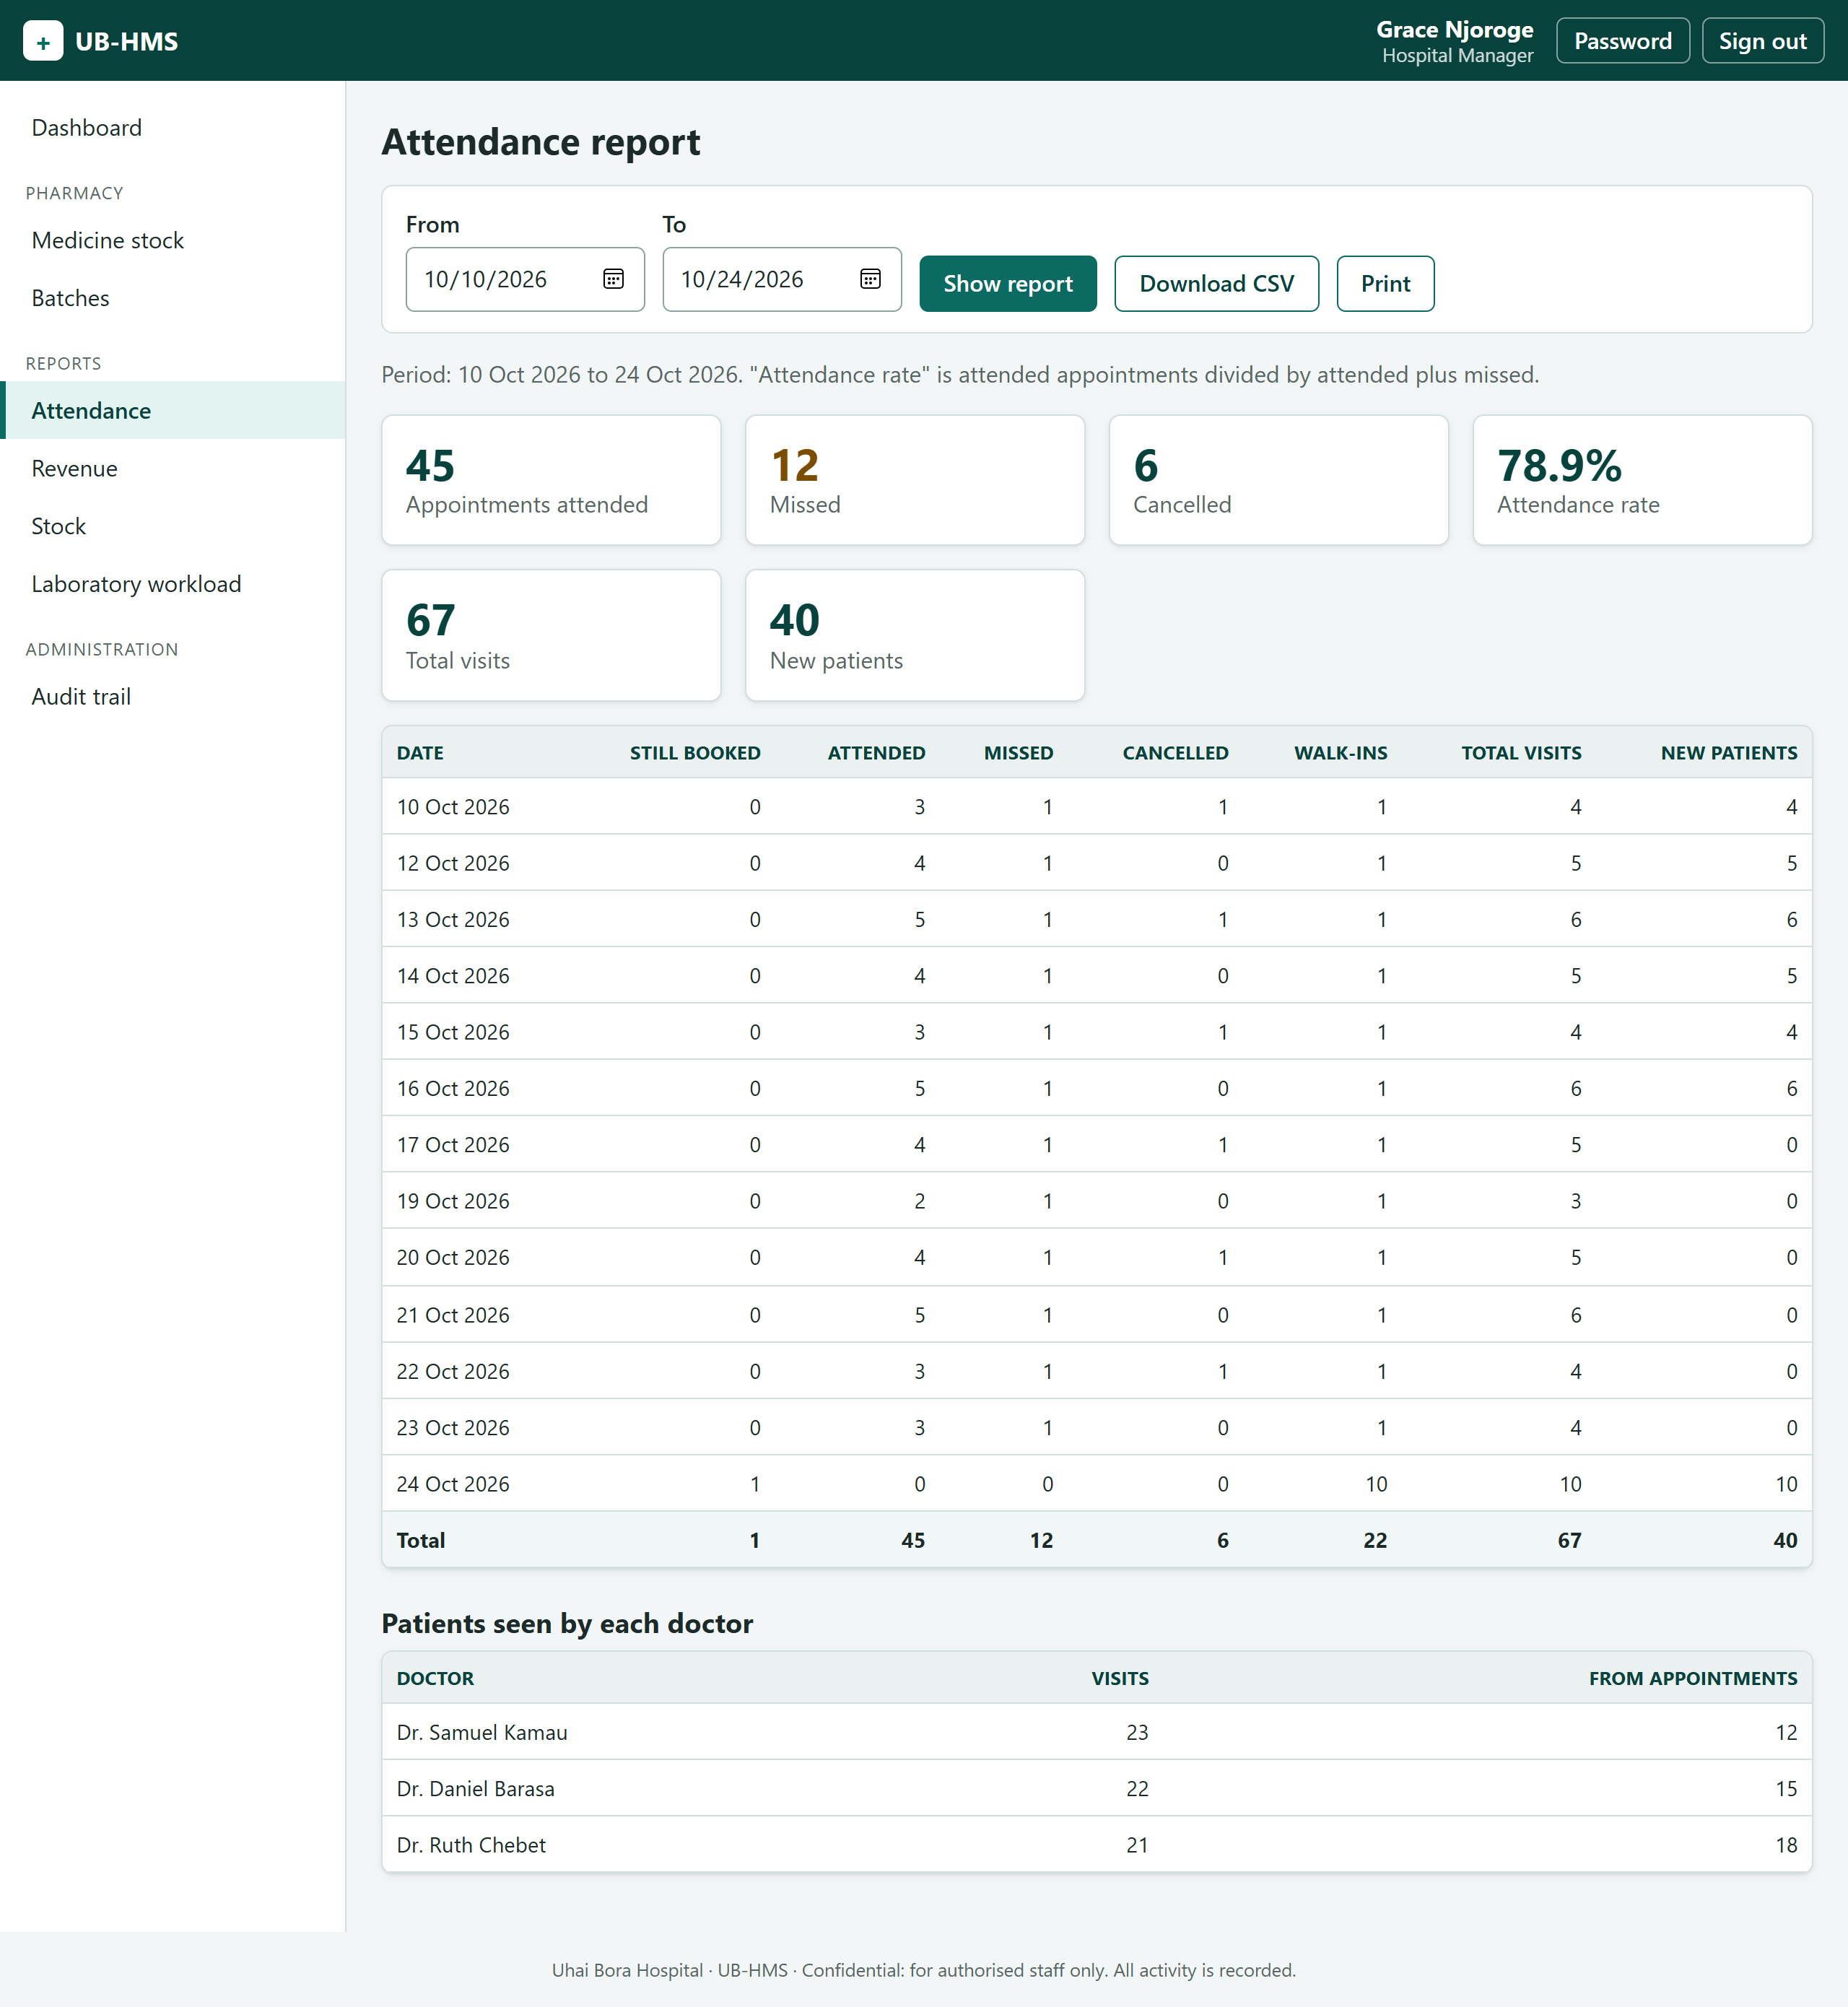 + UB-HMS
Grace Njoroge
Hospital Manager
Password
Sign out
Dashboard
PHARMACY
Medicine stock
Batches
REPORTS
Attendance
Revenue
Stock
Laboratory workload
ADMINISTRATION
Audit trail
Attendance report
From To
10/10/2026 10/24/2026 Show report Download CSV Print
Period: 10 Oct 2026 to 24 Oct 2026. "Attendance rate" is attended appointments divided by attended plus missed.
45
Appointments attended
12
Missed
6
Cancelled
78.9%
Attendance rate
67
Total visits
40
New patients
DATE STILL BOOKED ATTENDED MISSED CANCELLED WALK-INS TOTAL VISITS NEW PATIENTS
10 Oct 2026 0 3 1 1 1 4 4
12 Oct 2026 0 4 1 0 1 5 5
13 Oct 2026 0 5 1 1 1 6 6
14 Oct 2026 0 4 1 0 1 5 5
15 Oct 2026 0 3 1 1 1 4 4
16 Oct 2026 0 5 1 0 1 6 6
17 Oct 2026 0 4 1 1 1 5 0
19 Oct 2026 0 2 1 0 1 3 0
20 Oct 2026 0 4 1 1 1 5 0
21 Oct 2026 0 5 1 0 1 6 0
22 Oct 2026 0 3 1 1 1 4 0
23 Oct 2026 0 3 1 0 1 4 0
24 Oct 2026 1 0 0 0 10 10 10
Total 1 45 12 6 22 67 40
Patients seen by each doctor
DOCTOR VISITS FROM APPOINTMENTS
Dr. Samuel Kamau 23 12
Dr. Daniel Barasa 22 15
Dr. Ruth Chebet 21 18
Uhai Bora Hospital · UB-HMS · Confidential: for authorised staff only. All activity is recorded.